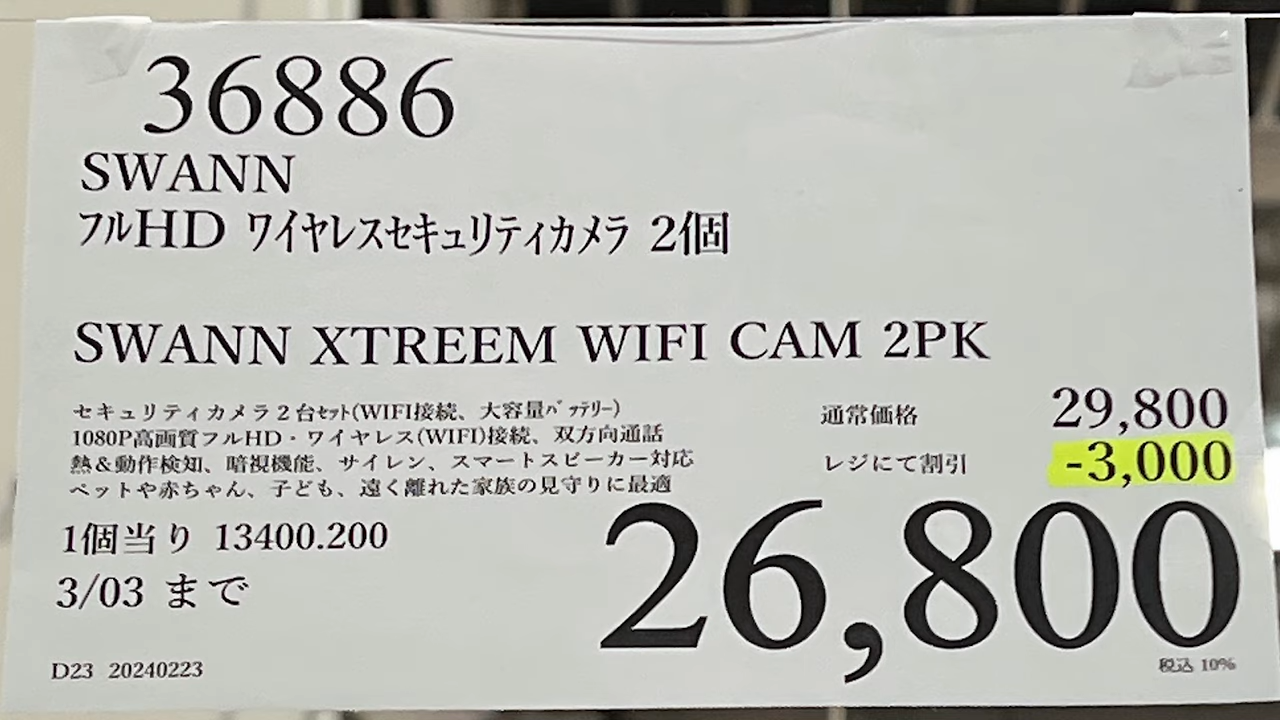 36886
SWANN
フルHD ワイヤレスセキュリティカメラ 2個
SWANN XTREEM WIFI CAM 2PK
セキュリティカメラ2台ｾｯﾄ(WIFI接続、大容量ﾊﾞｯﾃﾘｰ)
1080P高画質フルHD・ワイヤレス(WIFI)接続、双方向通話
熱&動作検知、暗視機能、サイレン、スマートスピーカー対応
ペットや赤ちゃん、子ども、遠く離れた家族の見守りに最適
通常価格 29,800
レジにて割引 -3,000
1個当り 13400.200
3/03 まで
26,800
税込 10%
D23 20240223